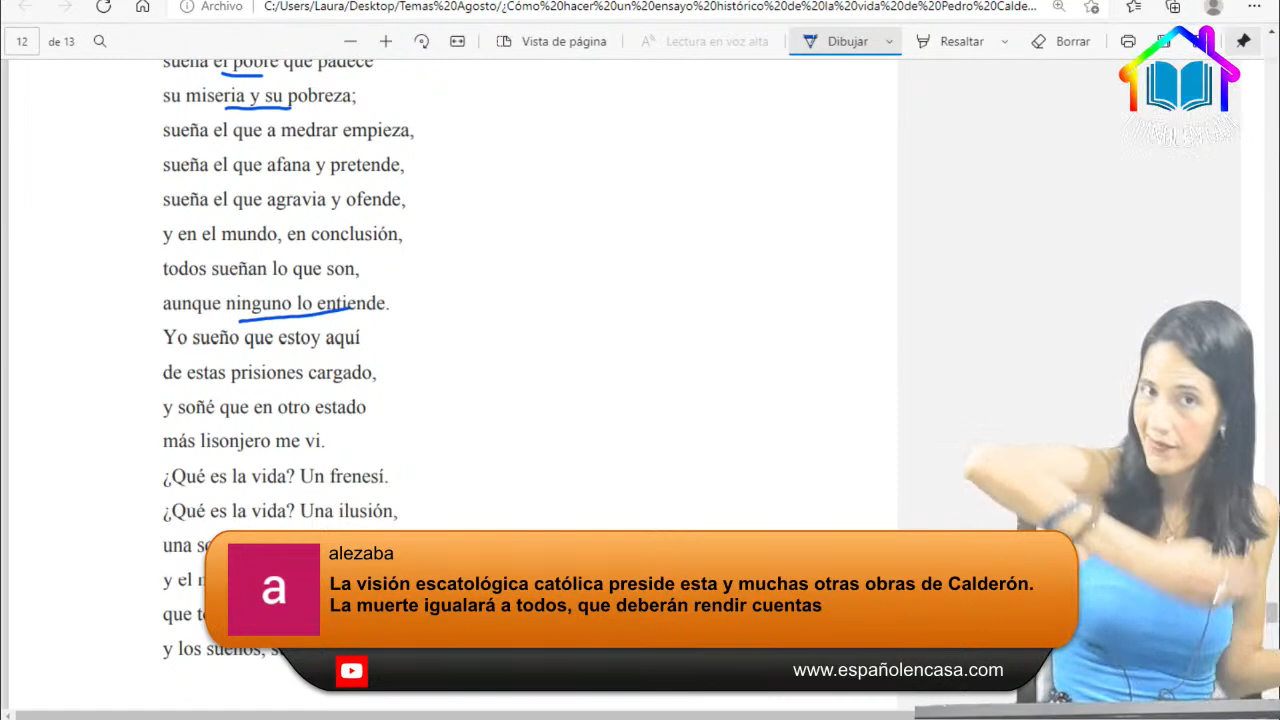 Archivo
C:/Users/Laura/Desktop/Temas%20Agosto/¿Cómo%20hacer%20un%20ensayo%20histórico%20de%20la%20vida%20de%20Pedro%20Calde...
12 de 13
Vista de página
Lectura en voz alta
Dibujar
Resaltar
Borrar
sueña el pobre que padece
su miseria y su pobreza;
sueña el que a medrar empieza,
sueña el que afana y pretende,
sueña el que agravia y ofende,
y en el mundo, en conclusión,
todos sueñan lo que son,
aunque ninguno lo entiende.
Yo sueño que estoy aquí
de estas prisiones cargado,
y soñé que en otro estado
más lisonjero me vi.
¿Qué es la vida? Un frenesí.
¿Qué es la vida? Una ilusión,
una
y el
que
y los sueños,
a
alezaba
La visión escatológica católica preside esta y muchas otras obras de Calderón.
La muerte igualará a todos, que deberán rendir cuentas
www.españolencasa.com